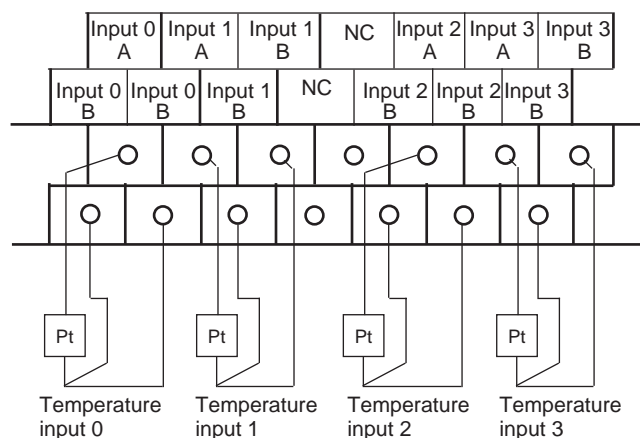 Input 0 A Input 1 A Input 1 B NC Input 2 A Input 3 A Input 3 B
Input 0 B Input 0 B Input 1 B NC Input 2 B Input 2 B Input 3 B
Pt Pt Pt Pt
Temperature input 0 Temperature input 1 Temperature input 2 Temperature input 3